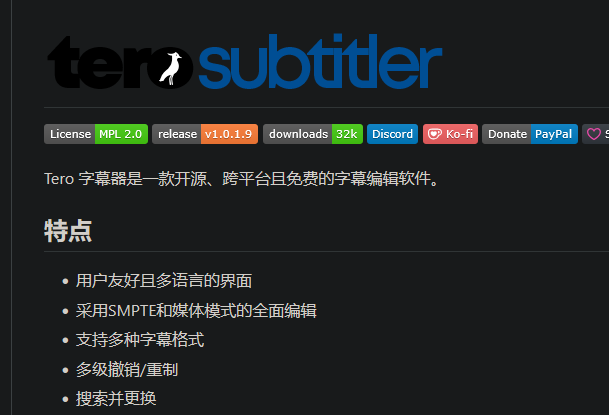 tero subtitler
License MPL 2.0 release v1.0.1.9 downloads 32k Discord Ko-fi Donate PayPal
Tero 字幕器是一款开源、跨平台且免费的字幕编辑软件。
特点
用户友好且多语言的界面
采用SMPTE和媒体模式的全面编辑
支持多种字幕格式
多级撤销/重制
搜索并更换